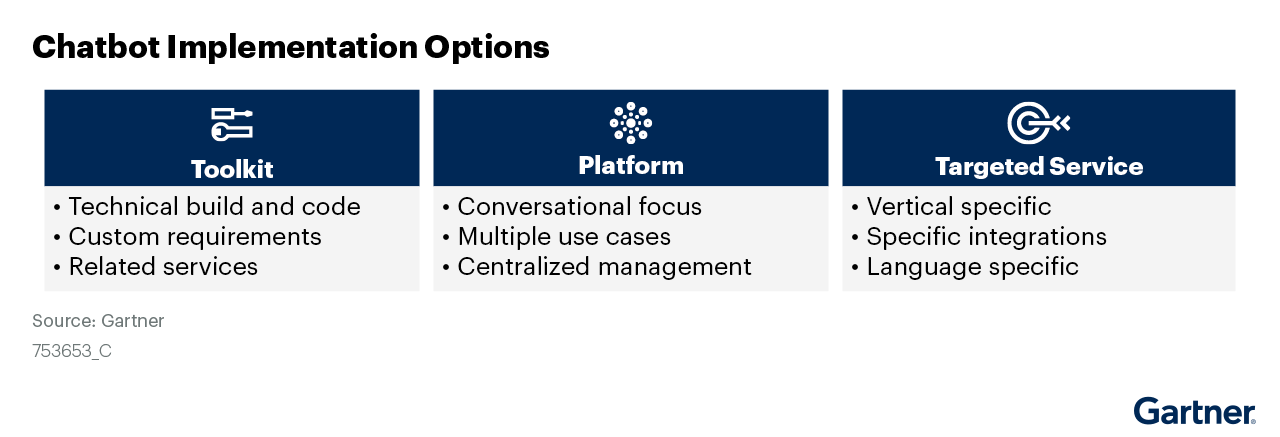 Chatbot Implementation Options
Toolkit
• Technical build and code
• Custom requirements
• Related services
Platform
• Conversational focus
• Multiple use cases
• Centralized management
Targeted Service
• Vertical specific
• Specific integrations
• Language specific
Source: Gartner
753653_C
Gartner®